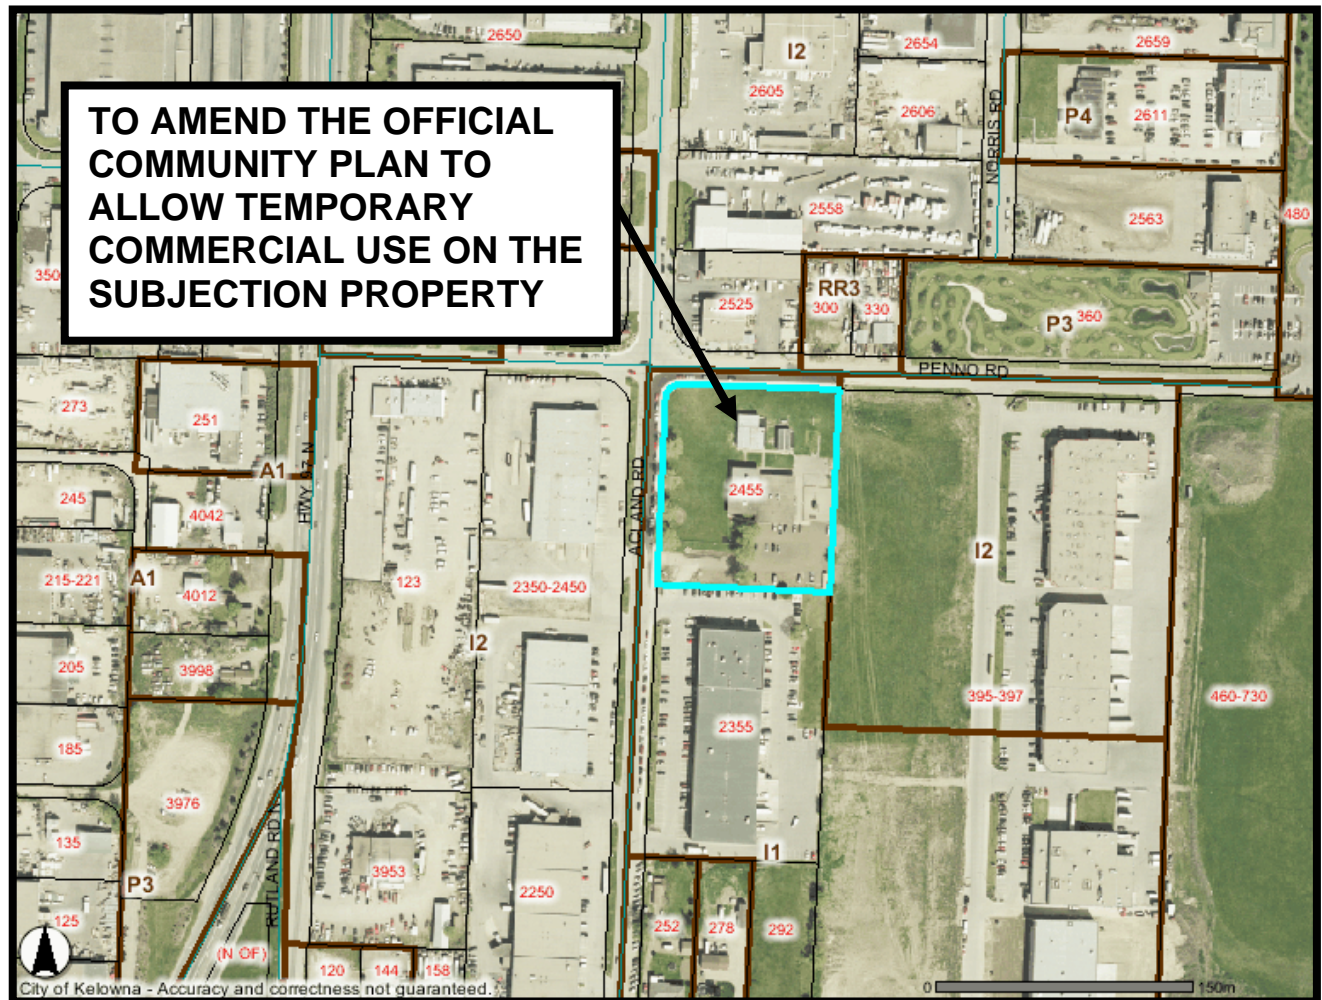 2650
I2
2654
2659
2605
2606
P4
2611
NORRIS RD
TO AMEND THE OFFICIAL
COMMUNITY PLAN TO
ALLOW TEMPORARY
COMMERCIAL USE ON THE
SUBJECTION PROPERTY
2558
2563
480
350
2525
RR3
300
330
P3
360
PENNO RD
273
251
A1
HWY 97 N
245
4042
ACLAND RD
2455
I2
215-221
A1
4012
123
2350-2450
I2
205
3998
395-397
460-730
185
2355
3976
135
I1
P3
3953
2250
RUTLAND RD N
125
252
278
292
(N OF)
120
144
158
City of Kelowna - Accuracy and correctness not guaranteed.
0
150m